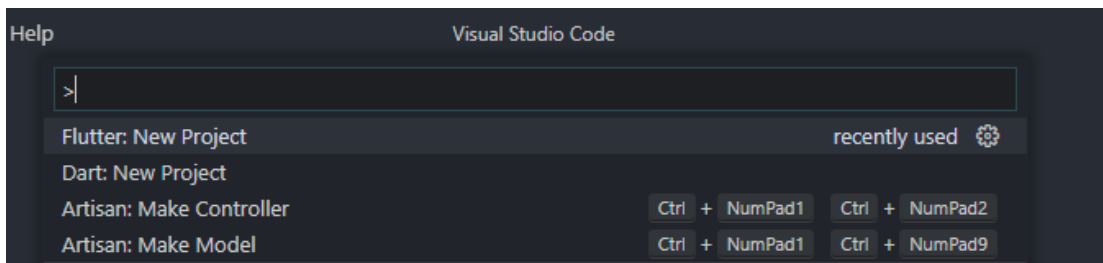 Help Visual Studio Code
>
Flutter: New Project recently used
Dart: New Project
Artisan: Make Controller Ctrl + NumPad1 Ctrl + NumPad2
Artisan: Make Model Ctrl + NumPad1 Ctrl + NumPad9